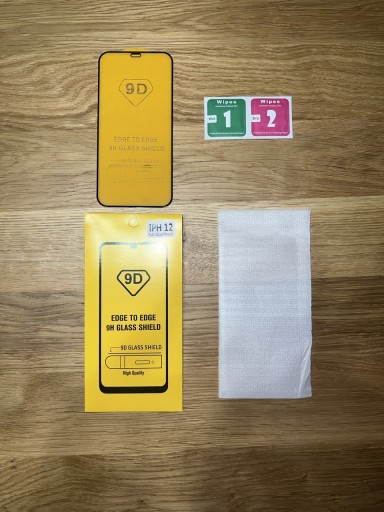 9D
EDGE TO EDGE
9H GLASS SHIELD
Wipes
1
Wipes
2
IPH 12
9D
EDGE TO EDGE
9H GLASS SHIELD
9D GLASS SHIELD
High Quality